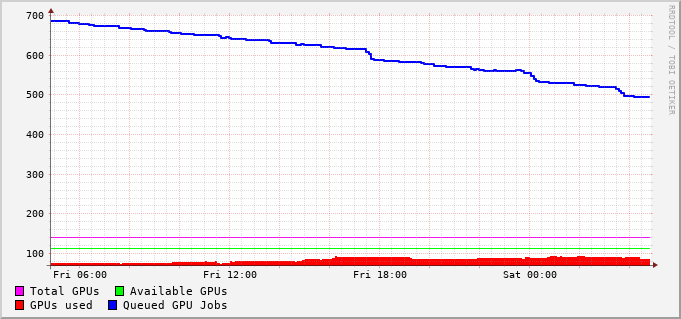 700
600
500
400
300
200
100
Fri 06:00 Fri 12:00 Fri 18:00 Sat 00:00
Total GPUs Available GPUs
GPUs used Queued GPU Jobs
RRDTOOL / TOBI OETIKER